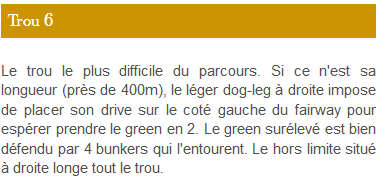 Trou 6
Le trou le plus difficile du parcours. Si ce n'est sa
longueur (près de 400m), le léger dog-leg à droite impose
de placer son drive sur le coté gauche du fairway pour
espérer prendre le green en 2. Le green surélevé est bien
défendu par 4 bunkers qui l'entourent. Le hors limite situé
à droite longe tout le trou.